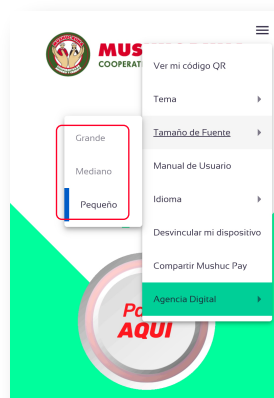 MUS
COOPERAT
Ver mi código QR
Tema
Tamaño de Fuente
Grande
Mediano
Pequeño
Manual de Usuario
Idioma
Desvincular mi dispositivo
Compartir Mushuc Pay
Agencia Digital
AQUÍ